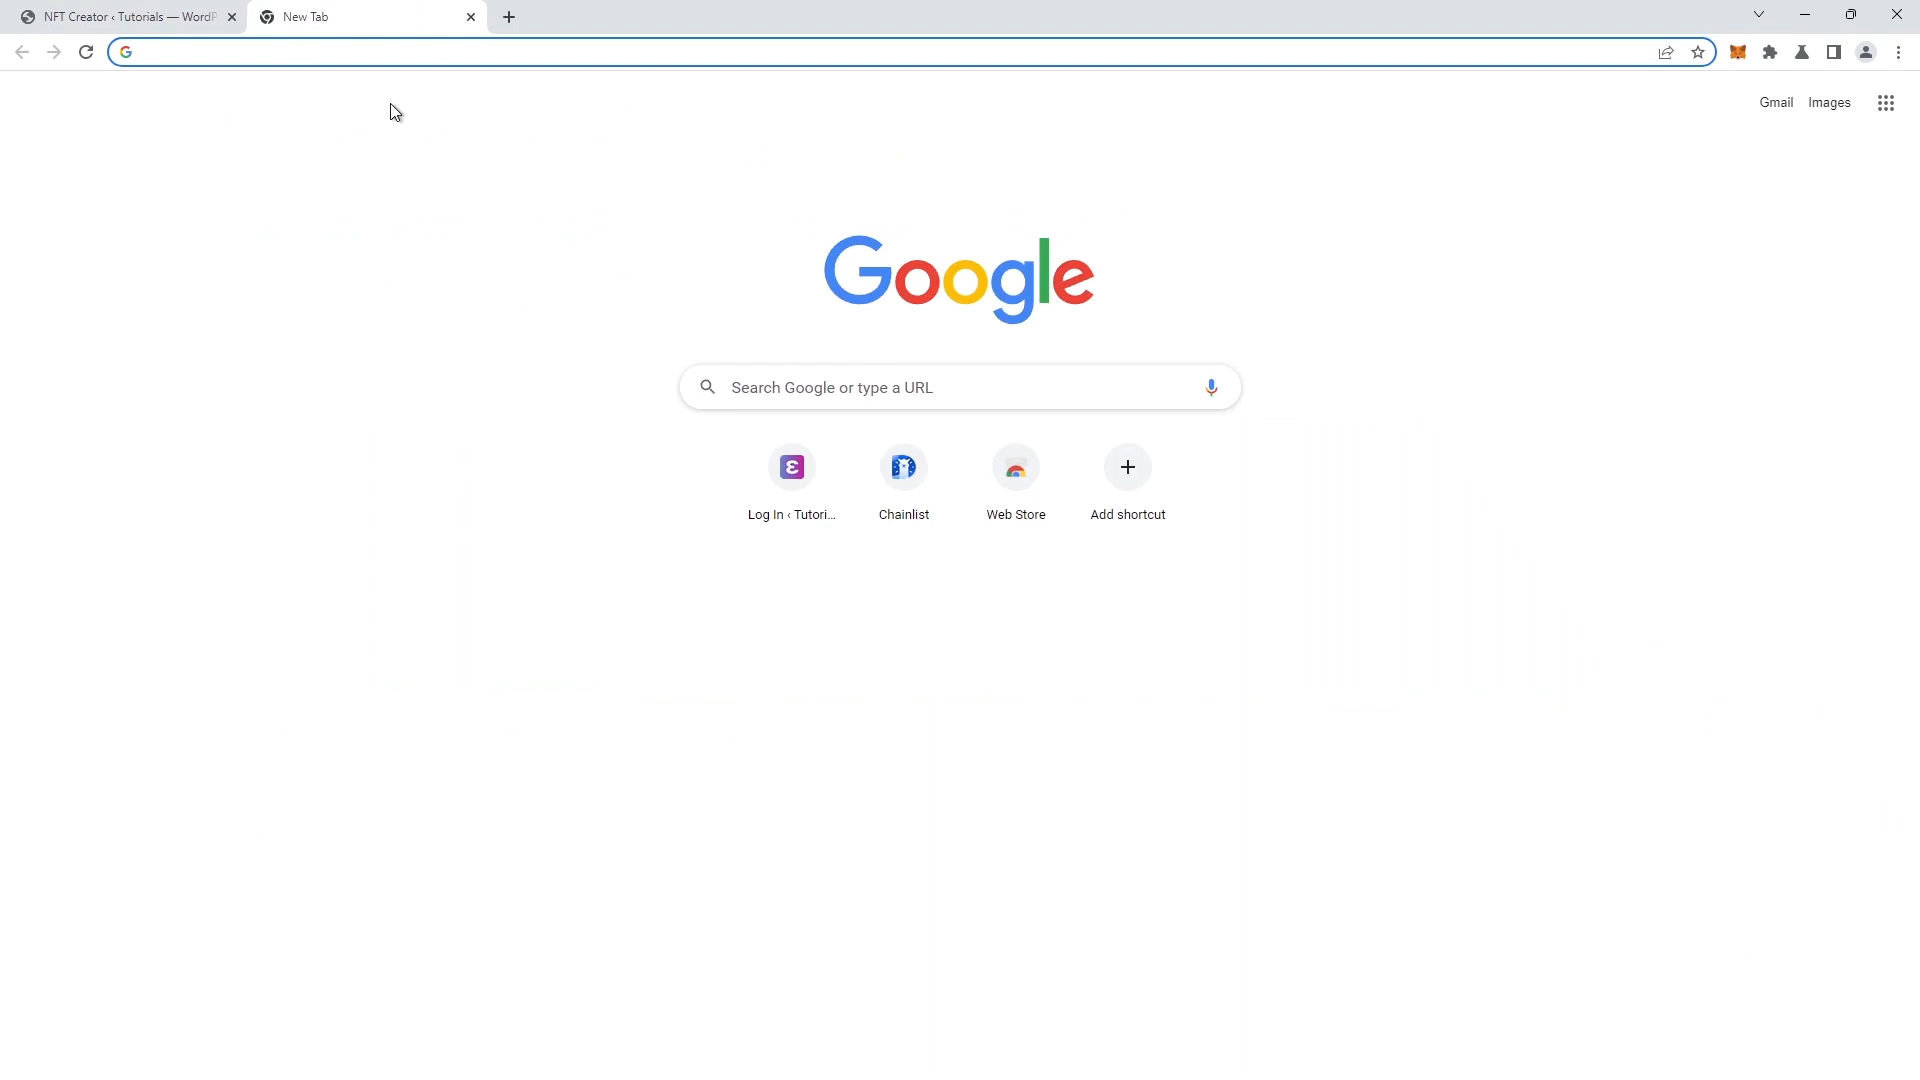 NFT Creator ‹ Tutorials — WordP
New Tab
Gmail Images
Google
Search Google or type a URL
Log In ‹ Tutori... Chainlist Web Store Add shortcut